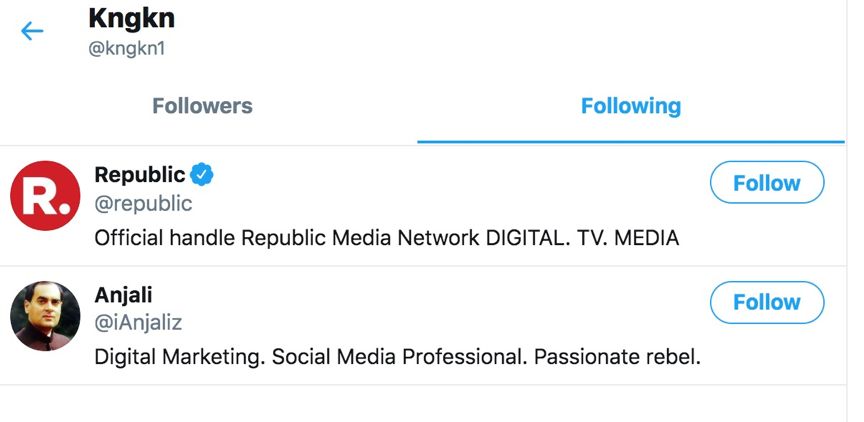 Kngkn
@kngkn1
Followers
Following
R.
Republic
Follow
@republic
Official handle Republic Media Network DIGITAL. TV. MEDIA
Anjali
Follow
@iAnjaliz
Digital Marketing. Social Media Professional. Passionate rebel.